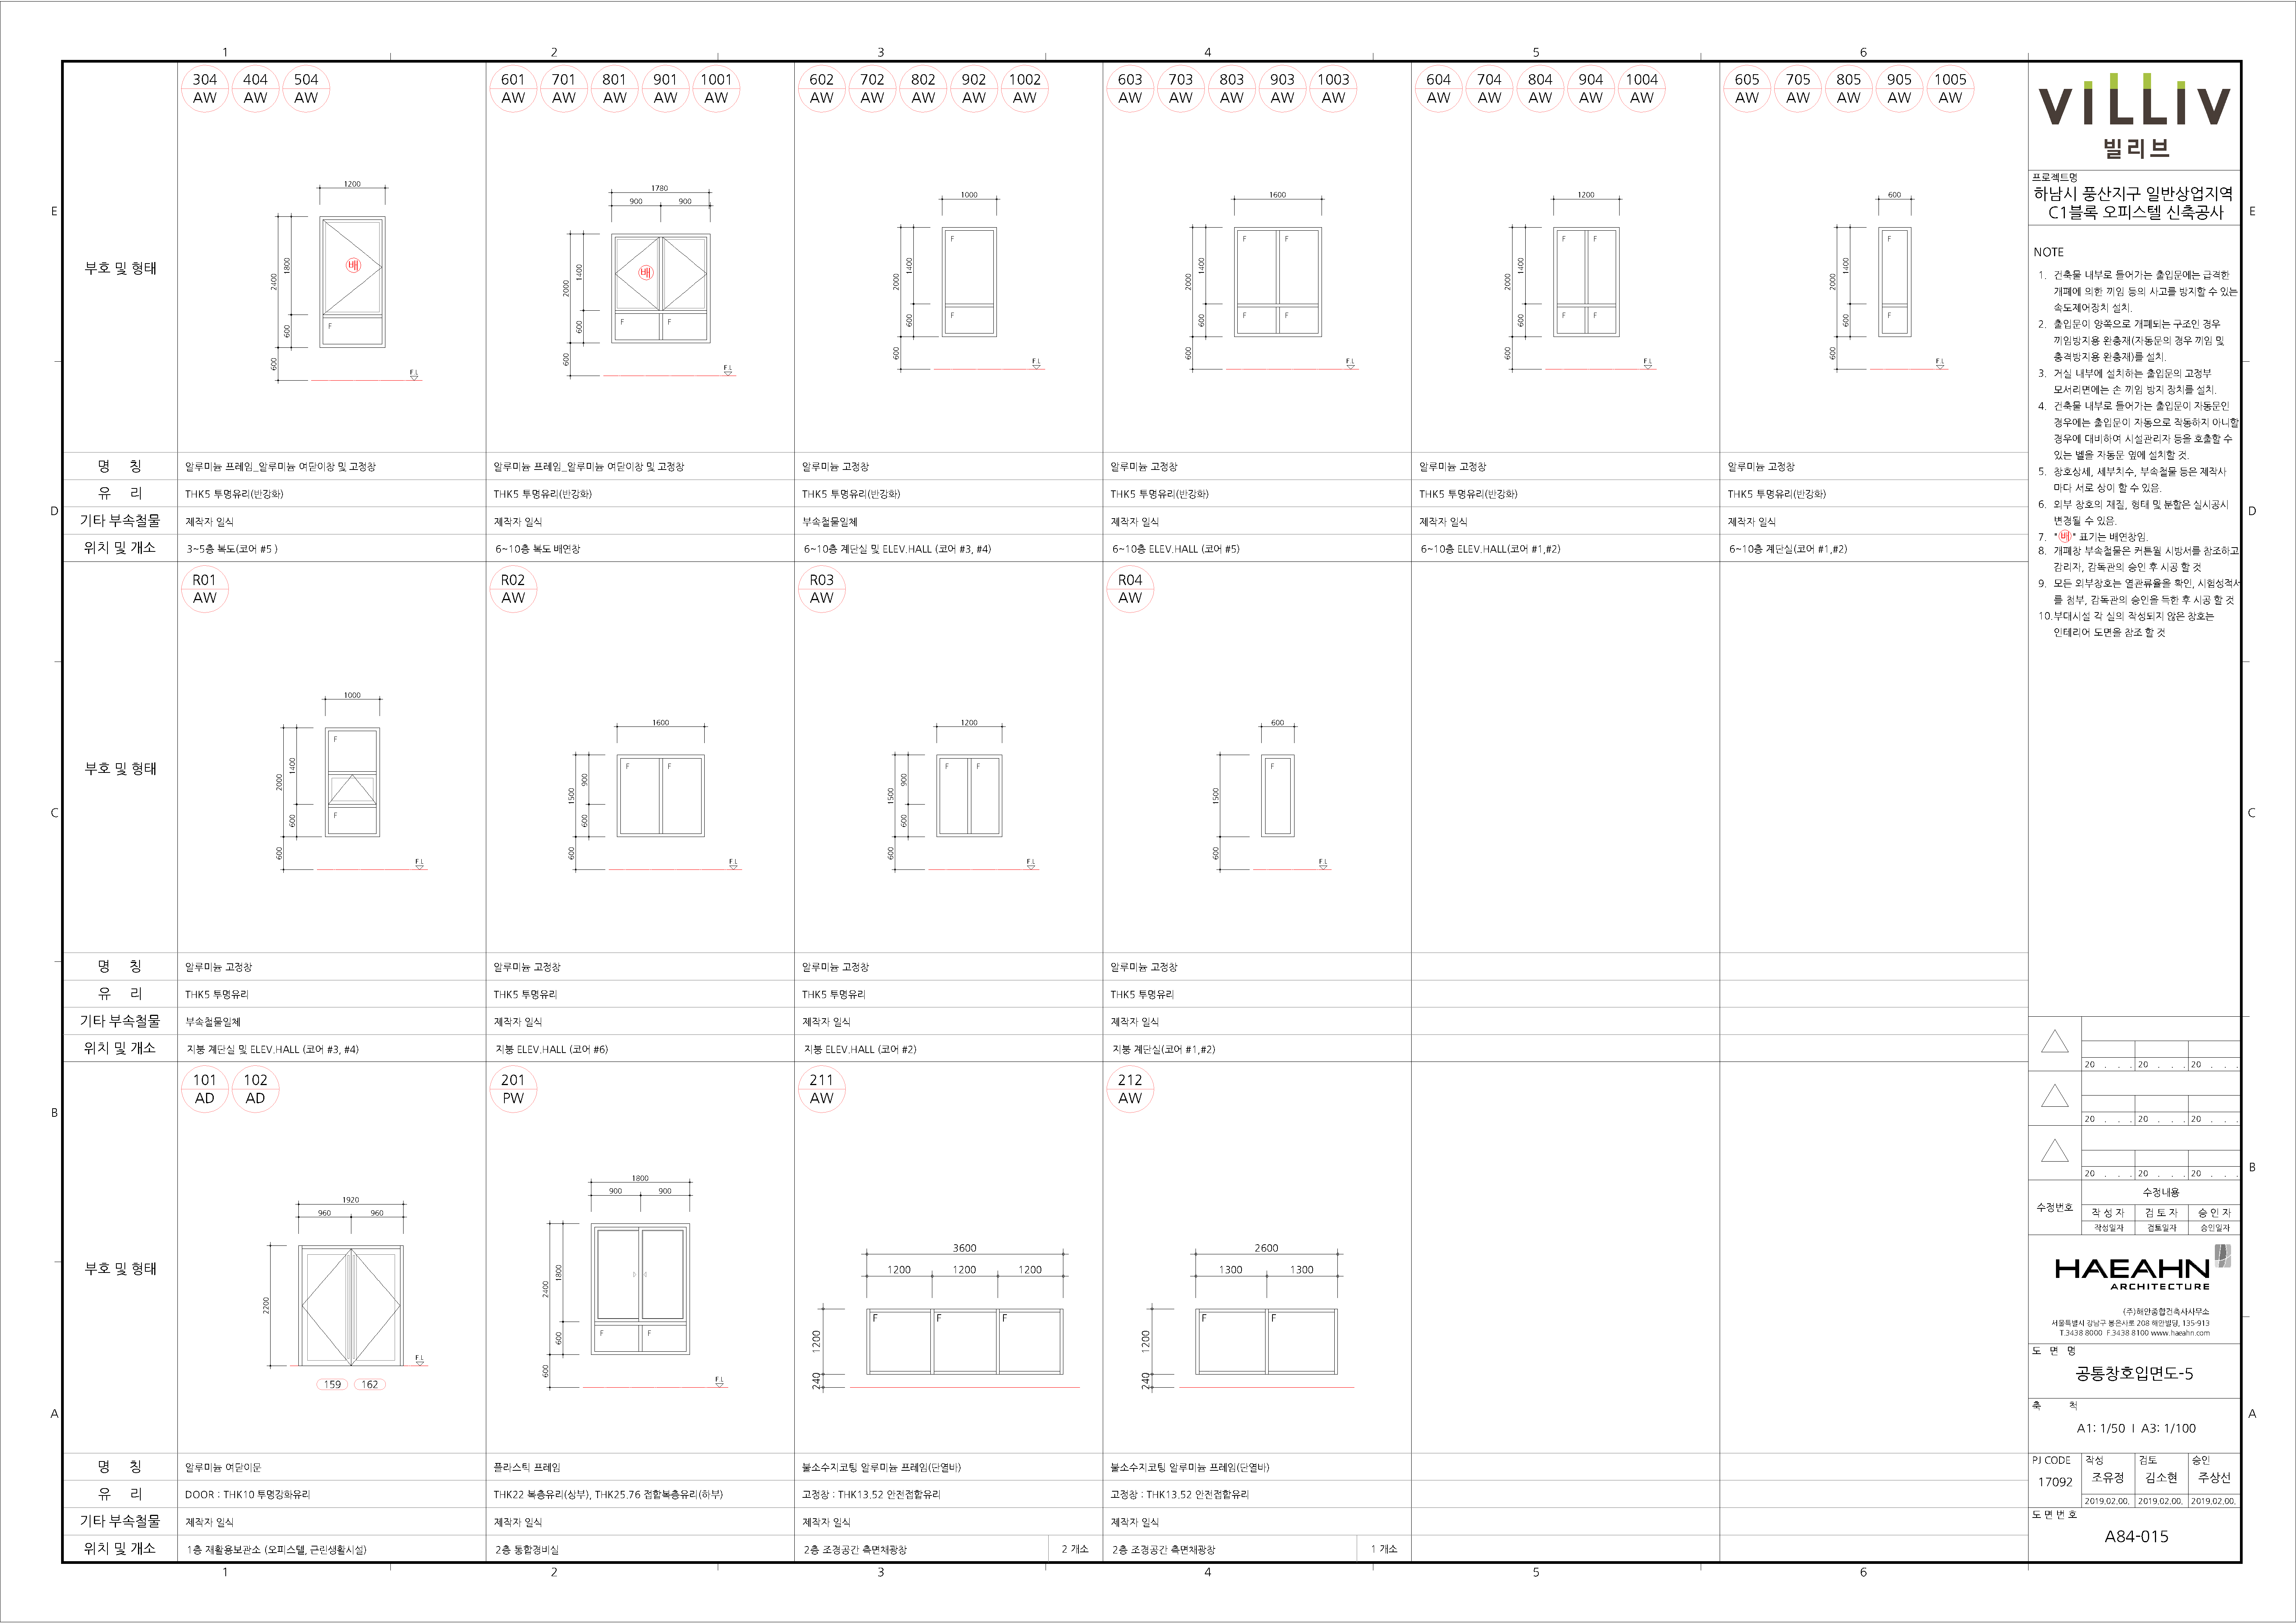 1 2 3 4 5 6
304 404 504
AW AW AW
601 701 801 901 1001
AW AW AW AW AW
602 702 802 902 1002
AW AW AW AW AW
603 703 803 903 1003
AW AW AW AW AW
604 704 804 904 1004
AW AW AW AW AW
605 705 805 905 1005
AW AW AW AW AW
E
부호 및 형태
1200
2400
1800
600
600
배
F
F.L
1780
900 900
2000
1400
600
600
배
F F
F.L
1000
2000
1400
600
600
F
F
F.L
1600
2000
1400
600
600
F F
F F
F.L
1200
2000
1400
600
600
F F
F F
F.L
600
2000
1400
600
600
F
F
F.L
E
명 칭
알루미늄 프레임_알루미늄 여닫이창 및 고정창
알루미늄 프레임_알루미늄 여닫이창 및 고정창
알루미늄 고정창
알루미늄 고정창
알루미늄 고정창
알루미늄 고정창
유 리
THK5 투명유리(반강화)
THK5 투명유리(반강화)
THK5 투명유리(반강화)
THK5 투명유리(반강화)
THK5 투명유리(반강화)
THK5 투명유리(반강화)
D
기타 부속철물
제작자 일식
제작자 일식
부속철물일체
제작자 일식
제작자 일식
제작자 일식
D
위치 및 개소
3~5층 복도(코어 #5 )
6~10층 복도 배연창
6~10층 계단실 및 ELEV.HALL (코어 #3, #4)
6~10층 ELEV.HALL (코어 #5)
6~10층 ELEV.HALL(코어 #1,#2)
6~10층 계단실(코어 #1,#2)
R01
AW
R02
AW
R03
AW
R04
AW
부호 및 형태
C
1000
2000
1400
600
600
F
F
F.L
1600
1500
900
600
600
F F
F.L
1200
1500
900
600
600
F F
F.L
600
1500
600
F
F.L
C
명 칭
알루미늄 고정창
알루미늄 고정창
알루미늄 고정창
알루미늄 고정창
유 리
THK5 투명유리
THK5 투명유리
THK5 투명유리
THK5 투명유리
기타 부속철물
부속철물일체
제작자 일식
제작자 일식
제작자 일식
위치 및 개소
지붕 계단실 및 ELEV.HALL (코어 #3, #4)
지붕 ELEV.HALL (코어 #6)
지붕 ELEV.HALL (코어 #2)
지붕 계단실(코어 #1,#2)
101 102
AD AD
201
PW
211
AW
212
AW
B
부호 및 형태
1920
960 960
2200
F.L
159 162
1800
900 900
2400
1800
600
600
F F
F.L
3600
1200 1200 1200
1200
240
F F F
2600
1300 1300
1200
240
F F
B
A
명 칭
알루미늄 여닫이문
플라스틱 프레임
불소수지코팅 알루미늄 프레임(단열바)
불소수지코팅 알루미늄 프레임(단열바)
유 리
DOOR : THK10 투명강화유리
THK22 복층유리(상부), THK25.76 접합복층유리(하부)
고정창 : THK13.52 안전접합유리
고정창 : THK13.52 안전접합유리
기타 부속철물
제작자 일식
제작자 일식
제작자 일식
제작자 일식
위치 및 개소
1층 재활용보관소 (오피스텔, 근린생활시설)
2층 통합경비실
2층 조경공간 측면채광창
2 개소
2층 조경공간 측면채광창
1 개소
1 2 3 4 5 6
VILLIV
빌리브
프로젝트명
하남시 풍산지구 일반상업지역
C1블록 오피스텔 신축공사
NOTE
1. 건축물 내부로 들어가는 출입문에는 급격한
개폐에 의한 끼임 등의 사고를 방지할 수 있는
속도제어장치 설치.
2. 출입문이 양쪽으로 개폐되는 구조인 경우
끼임방지용 완충재(자동문의 경우 끼임 및
충격방지용 완충재)를 설치.
3. 거실 내부에 설치하는 출입문의 고정부
모서리면에는 손 끼임 방지 장치를 설치.
4. 건축물 내부로 들어가는 출입문이 자동문인
경우에는 출입문이 자동으로 작동하지 아니할
경우에 대비하여 시설관리자 등을 호출할 수
있는 벨을 자동문 옆에 설치할 것.
5. 창호상세, 세부치수, 부속철물 등은 제작사
마다 서로 상이 할 수 있음.
6. 외부 창호의 재질, 형태 및 분할은 실시공시
변경될 수 있음.
7. "배" 표기는 배연창임.
8. 개폐창 부속철물은 커튼월 시방서를 참조하고
감리자, 감독관의 승인 후 시공 할 것
9. 모든 외부창호는 열관류율을 확인, 시험성적서
를 첨부, 감독관의 승인을 득한 후 시공 할 것
10.부대시설 각 실의 작성되지 않은 창호는
인테리어 도면을 참조 할 것
20 . . . 20 . . . 20 . . .
20 . . . 20 . . . 20 . . .
20 . . . 20 . . . 20 . . .
수정번호
수정내용
작 성 자 검 토 자 승 인 자
작성일자 검토일자 승인일자
HAEAHN
ARCHITECTURE
(주)해안종합건축사사무소
서울특별시 강남구 봉은사로 208 해안빌딩, 135-913
T.3438 8000 F.3438 8100 www.haeahn.com
도 면 명
공통창호입면도-5
축 척
A1: 1/50 I A3: 1/100
A
PJ CODE 작성 검토 승인
17092 조유정 김소현 주상선
2019.02.00. 2019.02.00. 2019.02.00.
도 면 번 호
A84-015